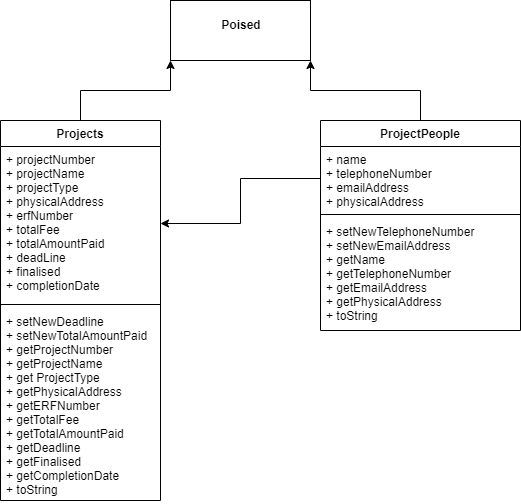 Poised
Projects
+ projectNumber
+ projectName
+ projectType
+ physicalAddress
+ erfNumber
+ totalFee
+ totalAmountPaid
+ deadLine
+ finalised
+ completionDate
+ setNewDeadline
+ setNewTotalAmountPaid
+ getProjectNumber
+ getProjectName
+ get ProjectType
+ getPhysicalAddress
+ getERFNumber
+ getTotalFee
+ getTotalAmountPaid
+ getDeadline
+ getFinalised
+ getCompletionDate
+ toString
ProjectPeople
+ name
+ telephoneNumber
+ emailAddress
+ physicalAddress
+ setNewTelephoneNumber
+ setNewEmailAddress
+ getName
+ getTelephoneNumber
+ getEmailAddress
+ getPhysicalAddress
+ toString